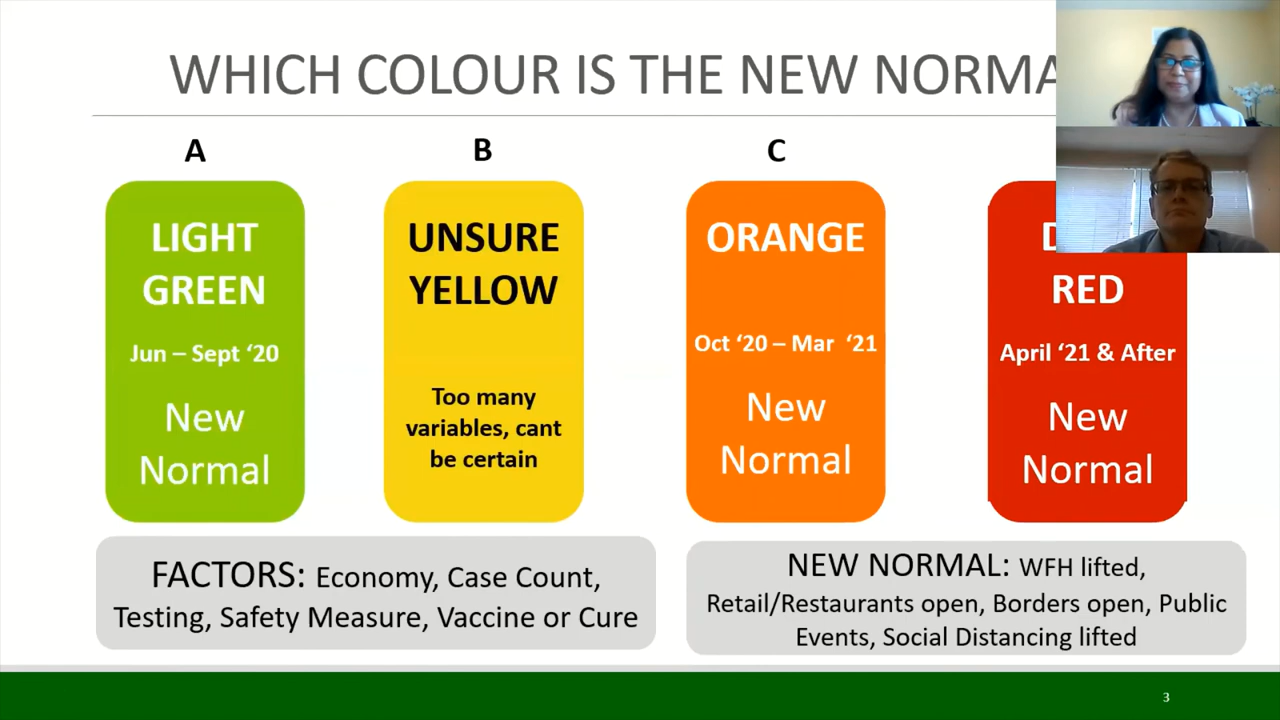 WHICH COLOUR IS THE NEW NORMA
A
B
C
LIGHT
GREEN
Jun – Sept ‘20
New
Normal
UNSURE
YELLOW
Too many
variables, cant
be certain
ORANGE
Oct ‘20 – Mar ‘21
New
Normal
RED
April ‘21 & After
New
Normal
FACTORS: Economy, Case Count,
Testing, Safety Measure, Vaccine or Cure
NEW NORMAL: WFH lifted,
Retail/Restaurants open, Borders open, Public
Events, Social Distancing lifted
3